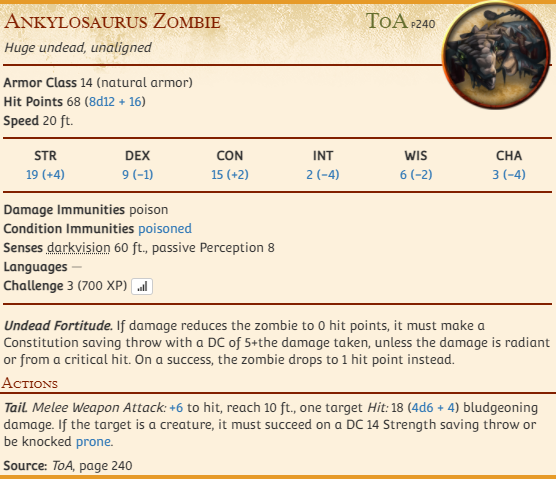 Ankylosaurus Zombie ToA p240
Huge undead, unaligned
Armor Class 14 (natural armor)
Hit Points 68 (8d12 + 16)
Speed 20 ft.
STR DEX CON INT WIS CHA
19 (+4) 9 (−1) 15 (+2) 2 (−4) 6 (−2) 3 (−4)
Damage Immunities poison
Condition Immunities poisoned
Senses darkvision 60 ft., passive Perception 8
Languages —
Challenge 3 (700 XP)
Undead Fortitude. If damage reduces the zombie to 0 hit points, it must make a
Constitution saving throw with a DC of 5+the damage taken, unless the damage is radiant
or from a critical hit. On a success, the zombie drops to 1 hit point instead.
Actions
Tail. Melee Weapon Attack: +6 to hit, reach 10 ft., one target Hit: 18 (4d6 + 4) bludgeoning
damage. If the target is a creature, it must succeed on a DC 14 Strength saving throw or
be knocked prone.
Source: ToA, page 240